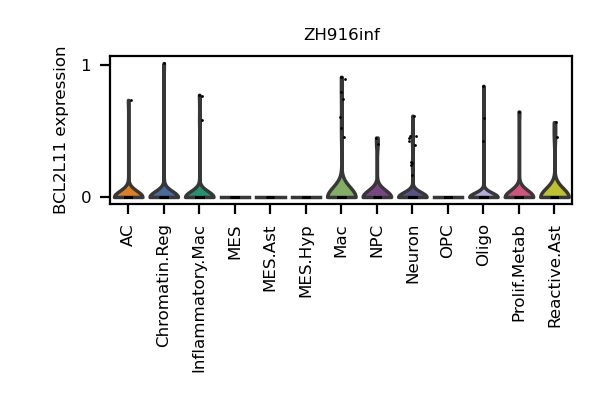 ZH916inf
BCL2L11 expression
1
0
AC
Chromatin.Reg
Inflammatory.Mac
MES
MES.Ast
MES.Hyp
Mac
NPC
Neuron
OPC
Oligo
Prolif.Metab
Reactive.Ast